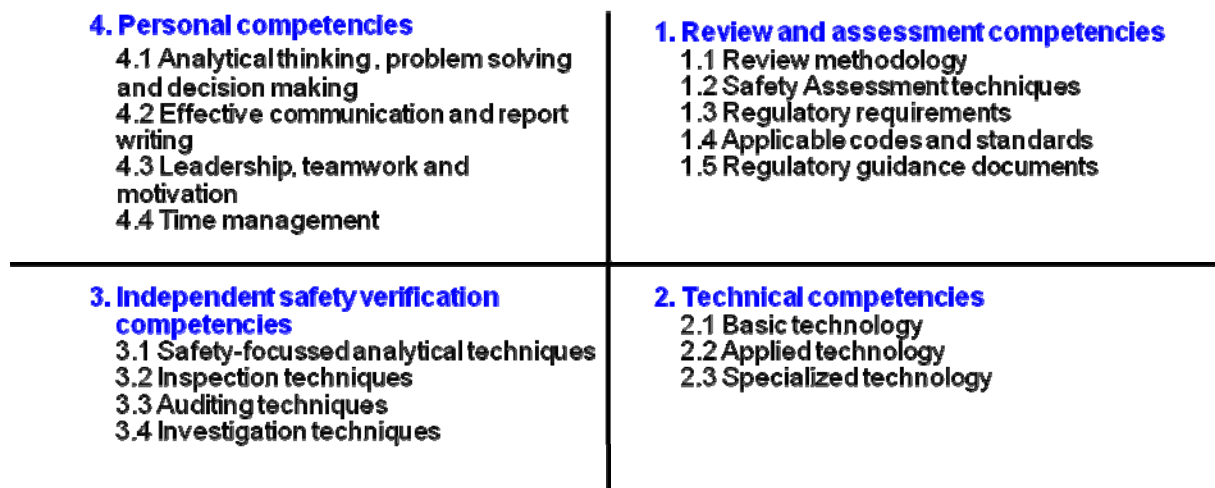 4. Personal competencies
4.1 Analytical thinking, problem solving
and decision making
4.2 Effective communication and report
writing
4.3 Leadership, teamwork and
motivation
4.4 Time management
1. Review and assessment competencies
1.1 Review methodology
1.2 Safety Assessment techniques
1.3 Regulatory requirements
1.4 Applicable codes and standards
1.5 Regulatory guidance documents
3. Independent safety verification
competencies
3.1 Safety-focussed analytical techniques
3.2 Inspection techniques
3.3 Auditing techniques
3.4 Investigation techniques
2. Technical competencies
2.1 Basic technology
2.2 Applied technology
2.3 Specialized technology